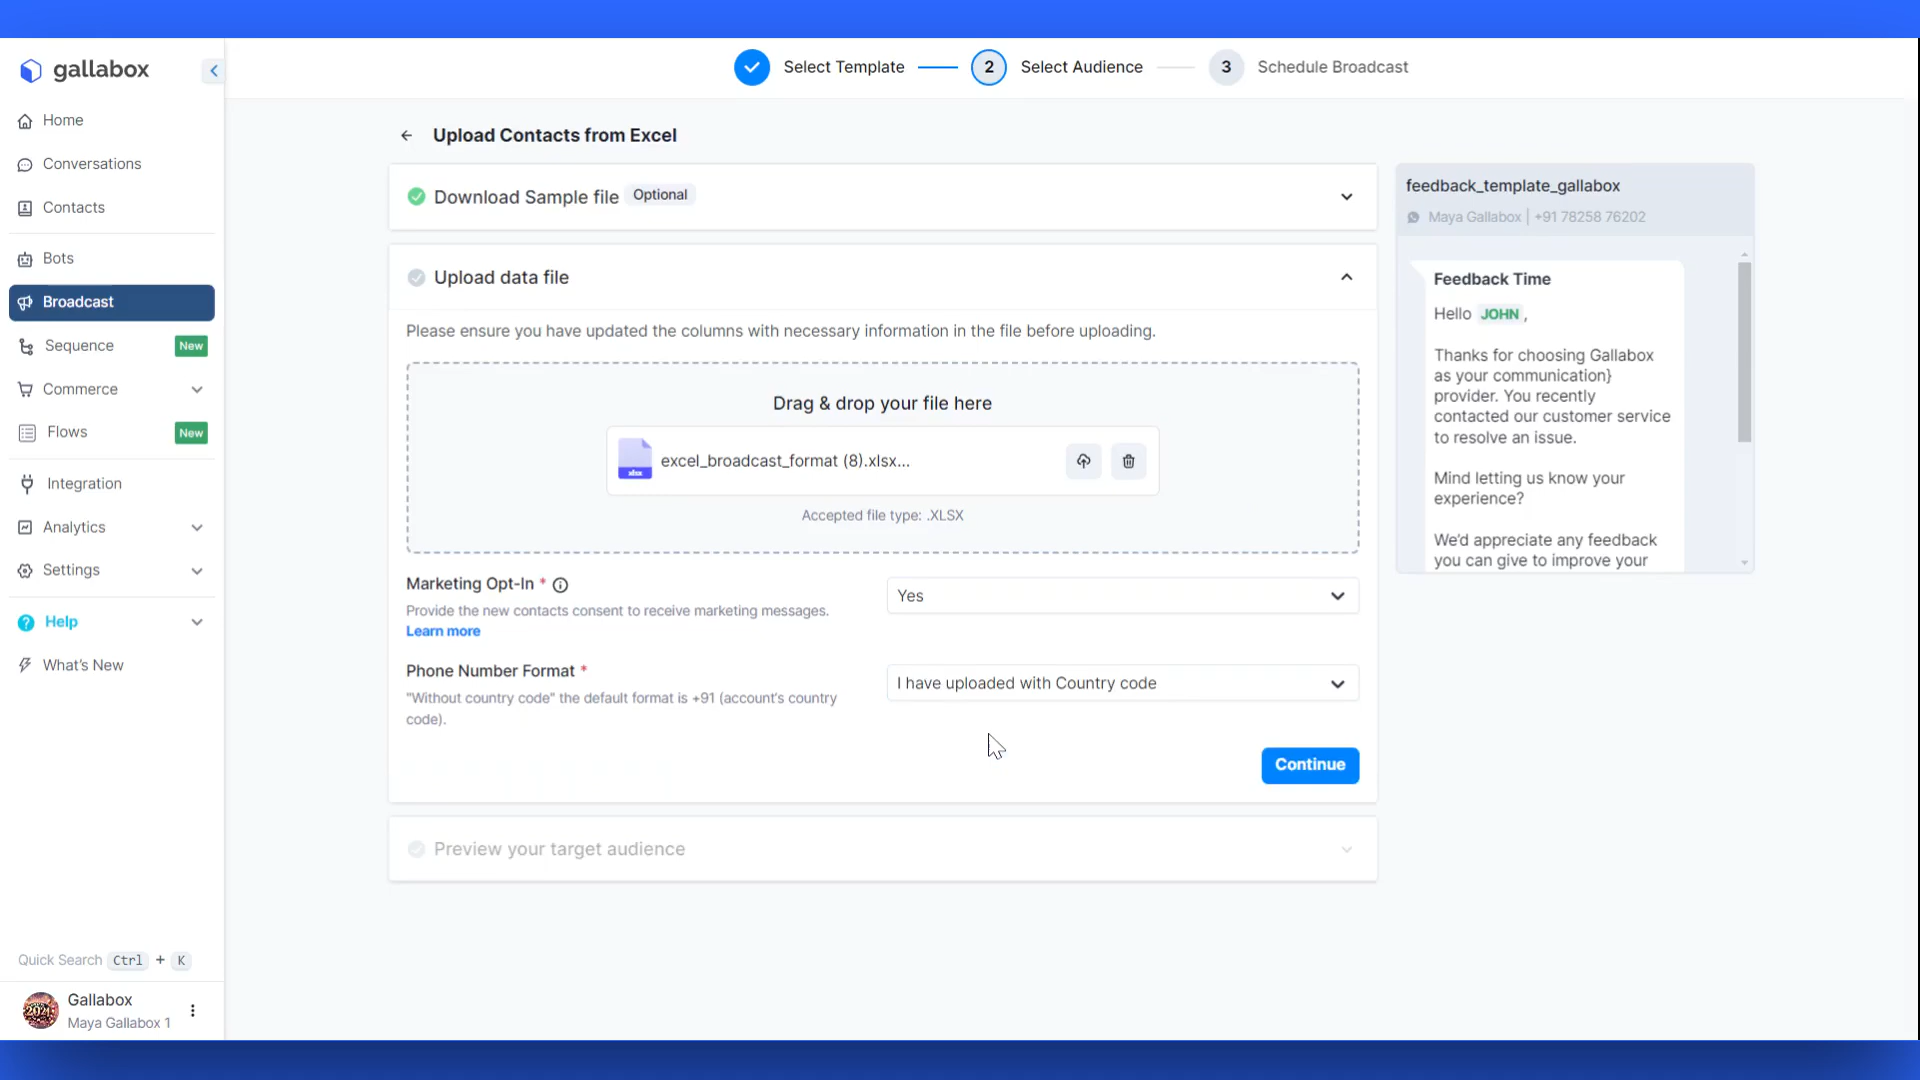 gallabox
Home
Conversations
Contacts
Bots
Broadcast
Sequence New
Commerce
Flows New
Integration
Analytics
Settings
Help
What's New
Quick Search Ctrl + K
Gallabox
Maya Gallabox 1
Select Template
2 Select Audience
3 Schedule Broadcast
Upload Contacts from Excel
Download Sample file Optional
Upload data file
Please ensure you have updated the columns with necessary information in the file before uploading.
Drag & drop your file here
xlsx
excel_broadcast_format (8).xlsx...
Accepted file type: .XLSX
Marketing Opt-In *
Provide the new contacts consent to receive marketing messages.
Learn more
Yes
Phone Number Format *
"Without country code" the default format is +91 (account's country
code).
I have uploaded with Country code
Continue
Preview your target audience
feedback_template_gallabox
Maya Gallabox | +91 78258 76202
Feedback Time
Hello JOHN ,
Thanks for choosing Gallabox
as your communication}
provider. You recently
contacted our customer service
to resolve an issue.
Mind letting us know your
experience?
We'd appreciate any feedback
you can give to improve your